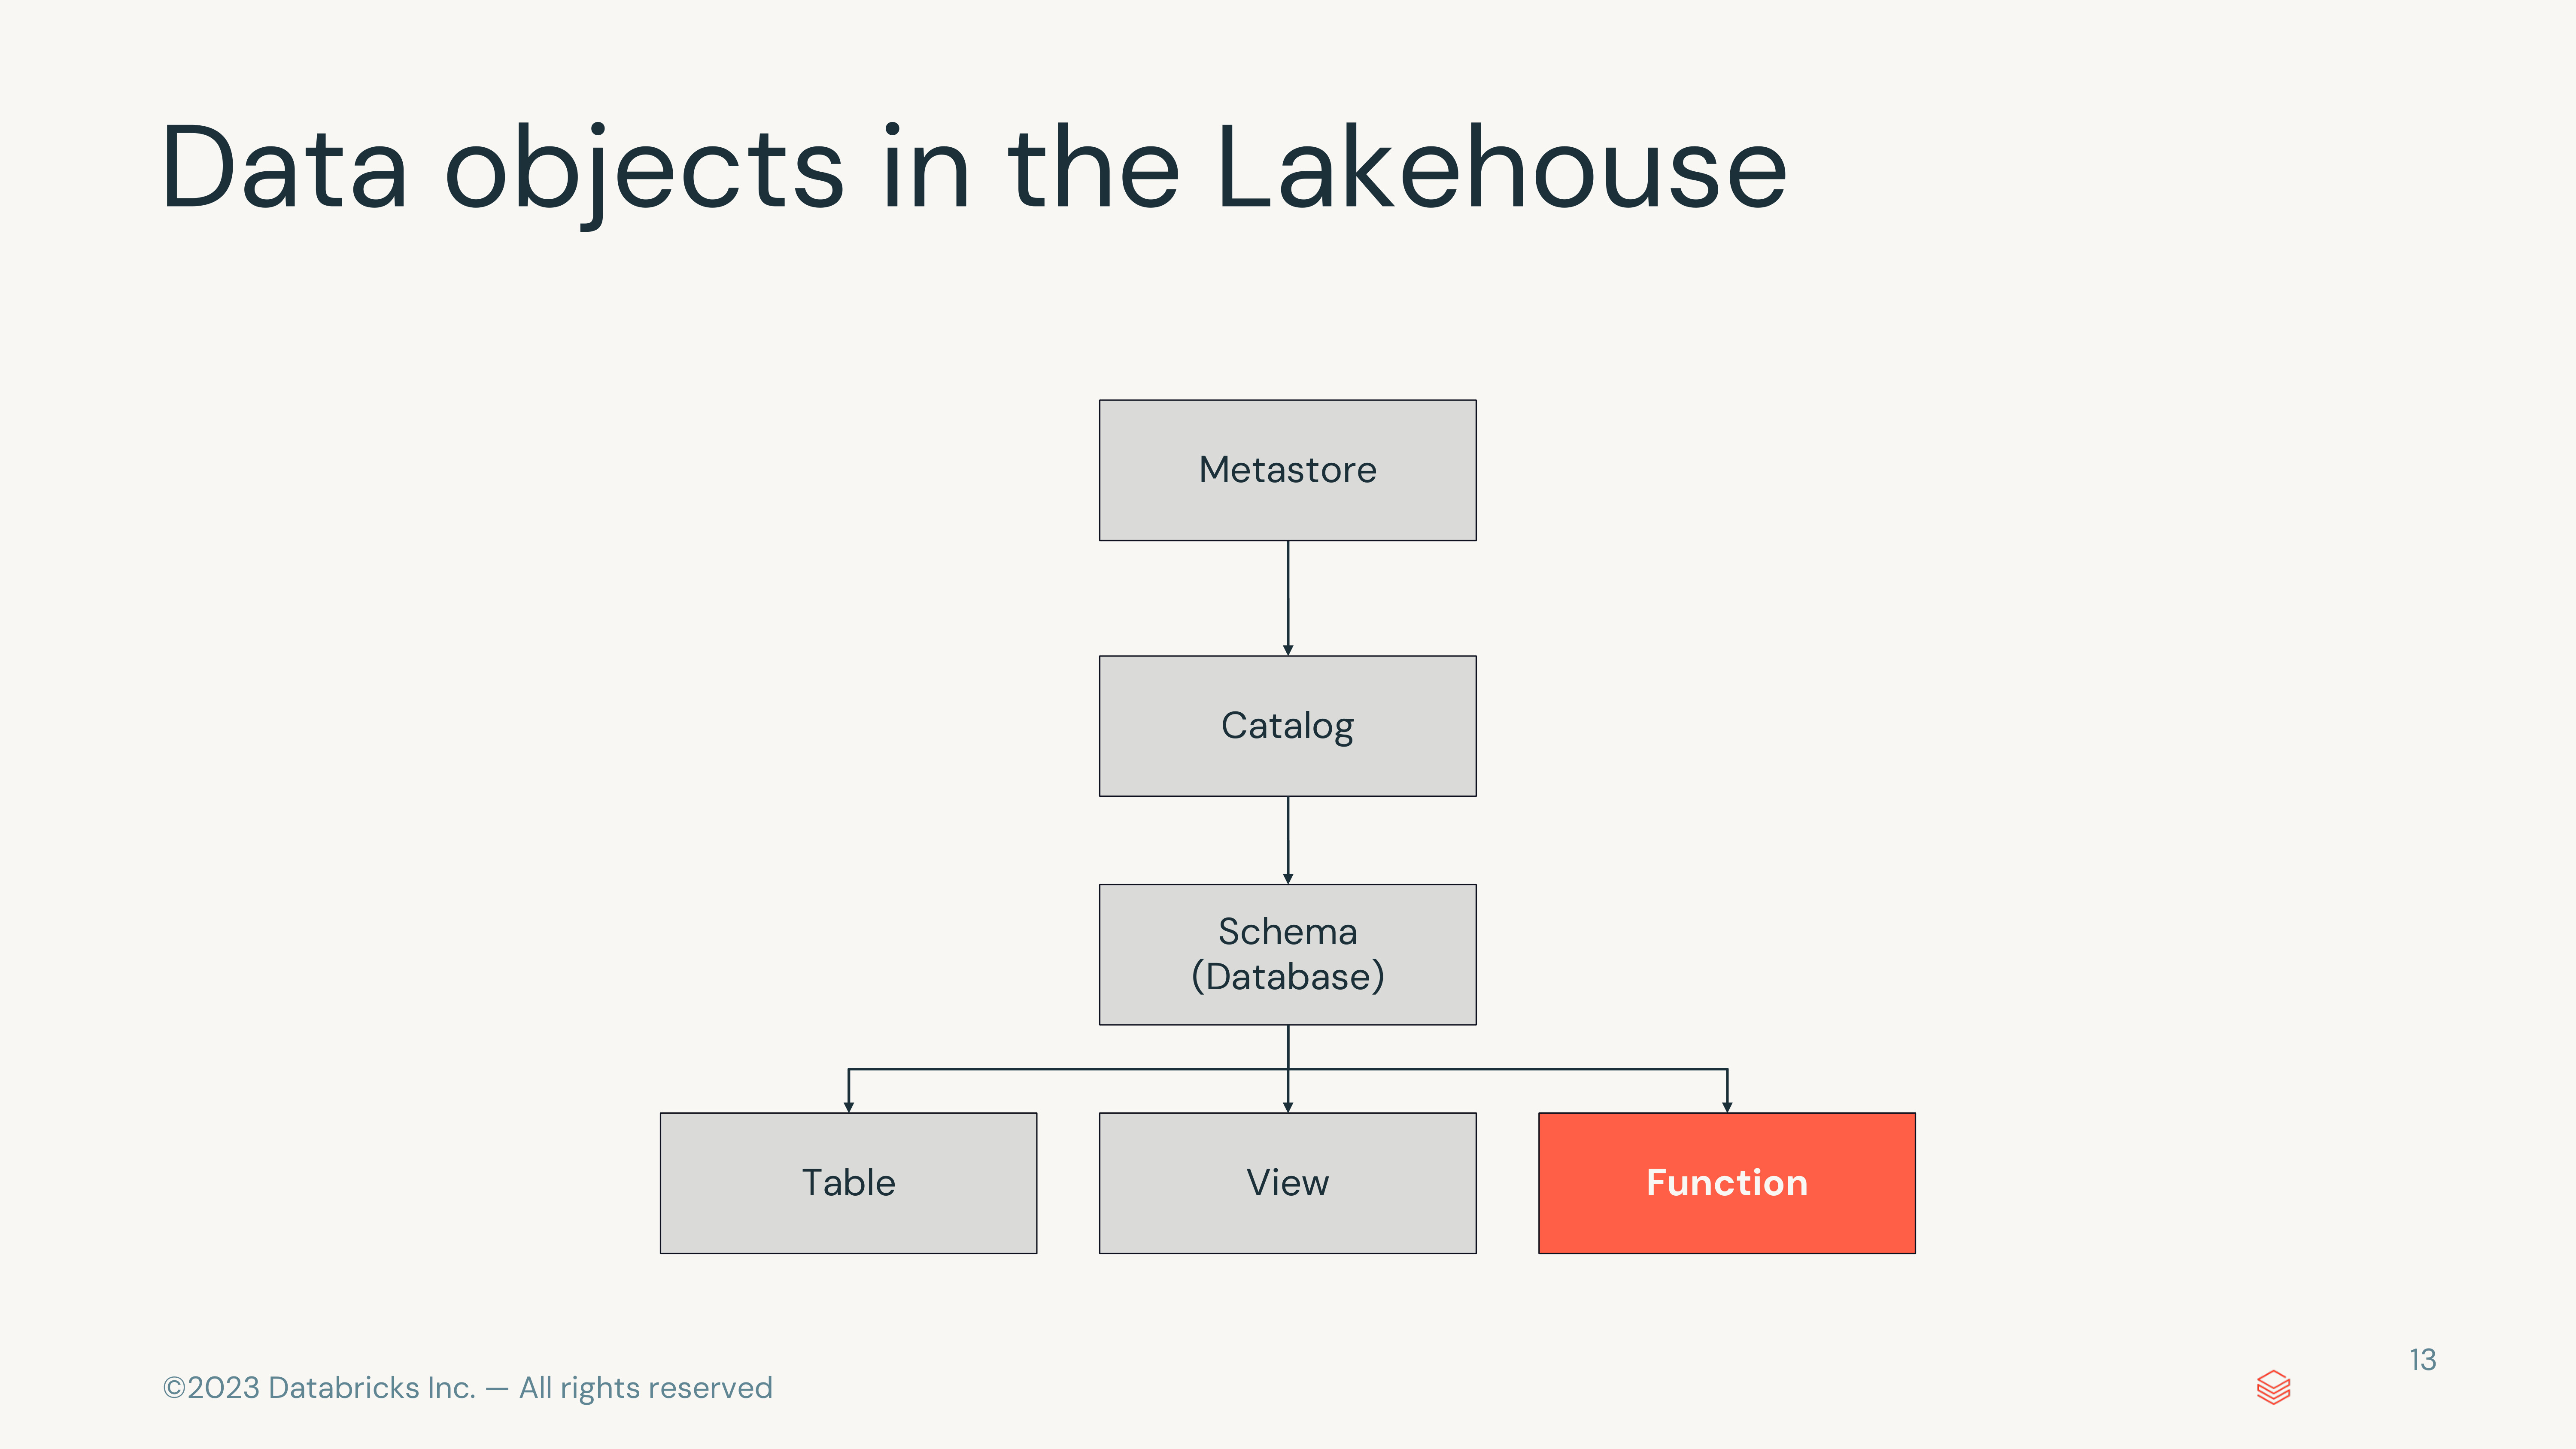 Data objects in the Lakehouse
Metastore
Catalog
Schema
(Database)
Table
View
Function
©2023 Databricks Inc. — All rights reserved
13